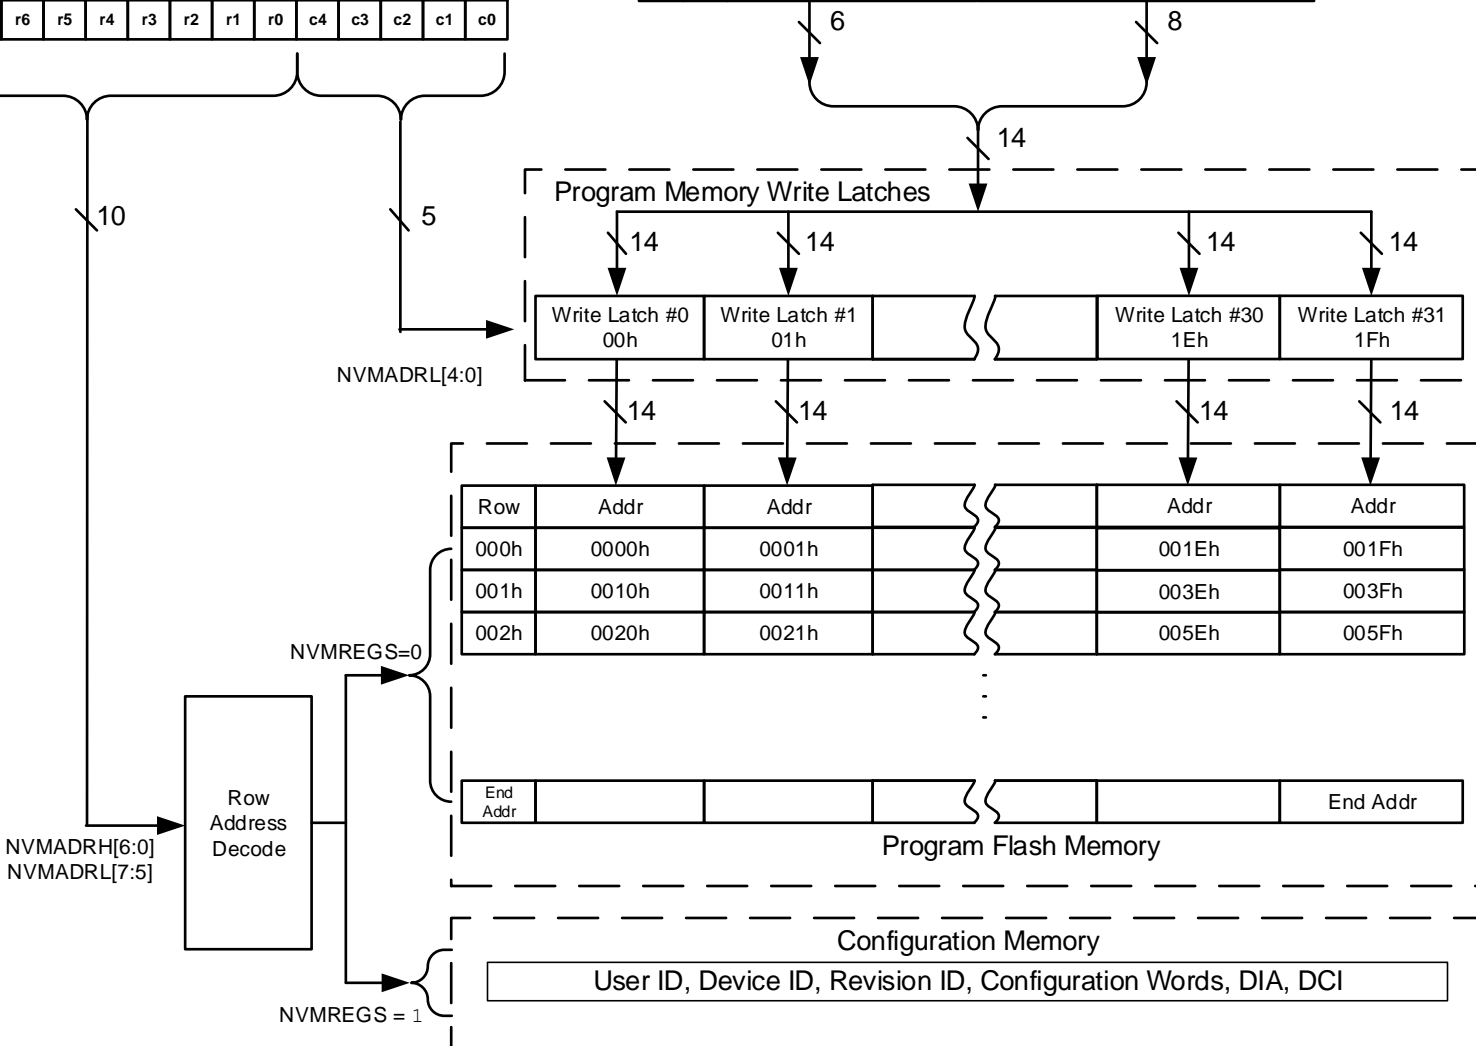 r6 r5 r4 r3 r2 r1 r0 c4 c3 c2 c1 c0
6 8
14
Program Memory Write Latches
10 5
14 14 14 14
Write Latch #0 Write Latch #1 Write Latch #30 Write Latch #31
00h 01h 1Eh 1Fh
NVMADRL[4:0]
14 14 14 14
Row Addr Addr Addr Addr
000h 0000h 0001h 001Eh 001Fh
001h 0010h 0011h 003Eh 003Fh
002h 0020h 0021h 005Eh 005Fh
NVMREGS=0
End
Addr
End Addr
Row
Address
Decode
NVMADRH[6:0]
NVMADRL[7:5]
Program Flash Memory
Configuration Memory
User ID, Device ID, Revision ID, Configuration Words, DIA, DCI
NVMREGS = 1